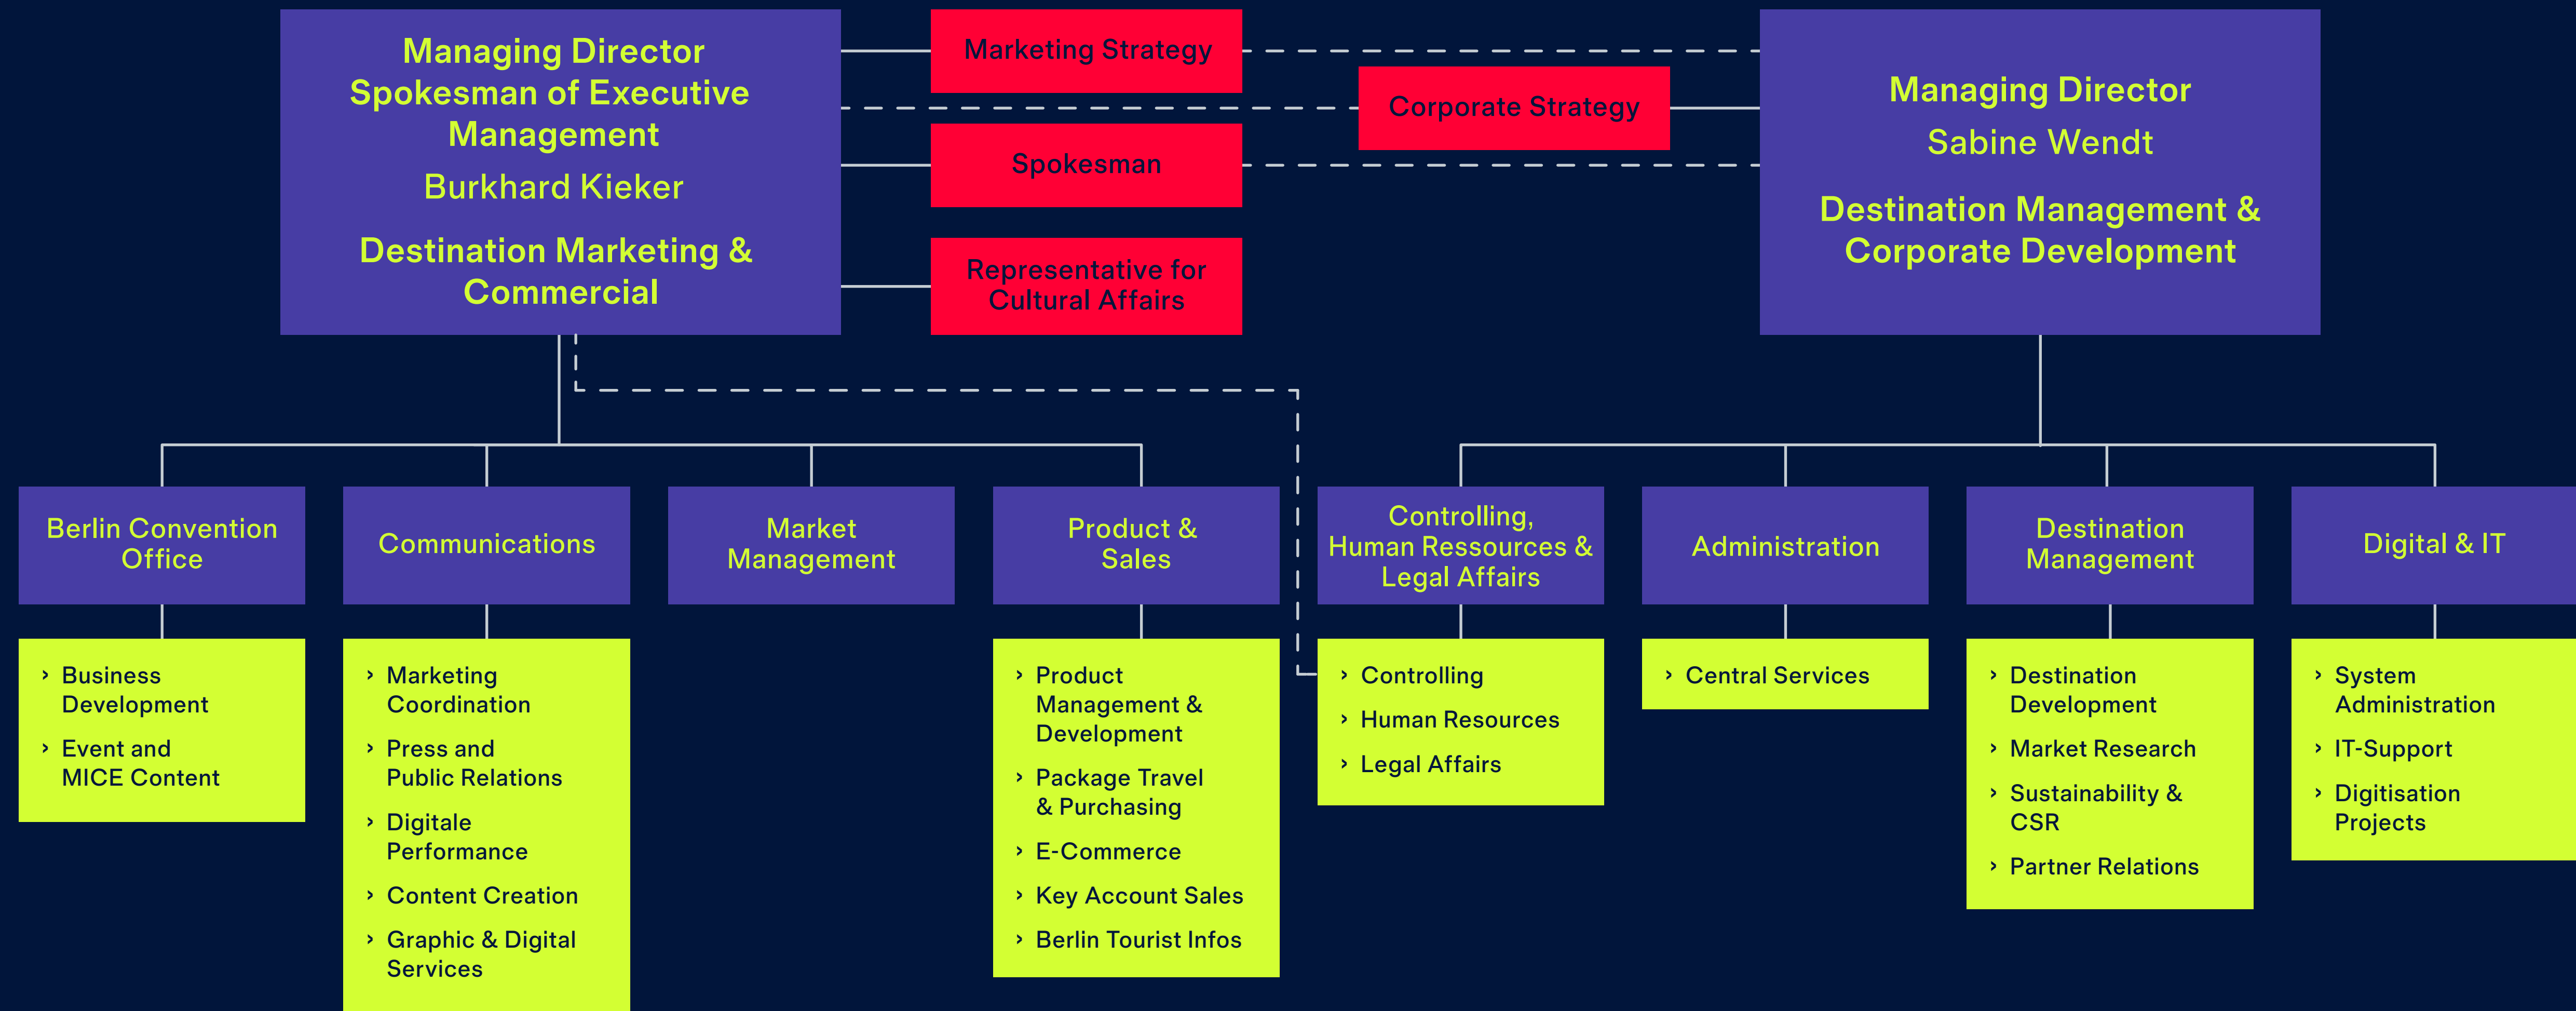 Managing Director
Spokesman of Executive
Management
Burkhard Kieker
Destination Marketing &
Commercial
Marketing Strategy
Corporate Strategy
Spokesman
Representative for
Cultural Affairs
Managing Director
Sabine Wendt
Destination Management &
Corporate Development
Berlin Convention
Office
Communications
Market
Management
Product &
Sales
Controlling,
Human Ressources &
Legal Affairs
Administration
Destination
Management
Digital & IT
› Business
Development
› Event and
MICE Content
› Marketing
Coordination
› Press and
Public Relations
› Digitale
Performance
› Content Creation
› Graphic & Digital
Services
› Product
Management &
Development
› Package Travel
& Purchasing
› E-Commerce
› Key Account Sales
› Berlin Tourist Infos
› Controlling
› Human Resources
› Legal Affairs
› Central Services
› Destination
Development
› Market Research
› Sustainability &
CSR
› Partner Relations
› System
Administration
› IT-Support
› Digitisation
Projects